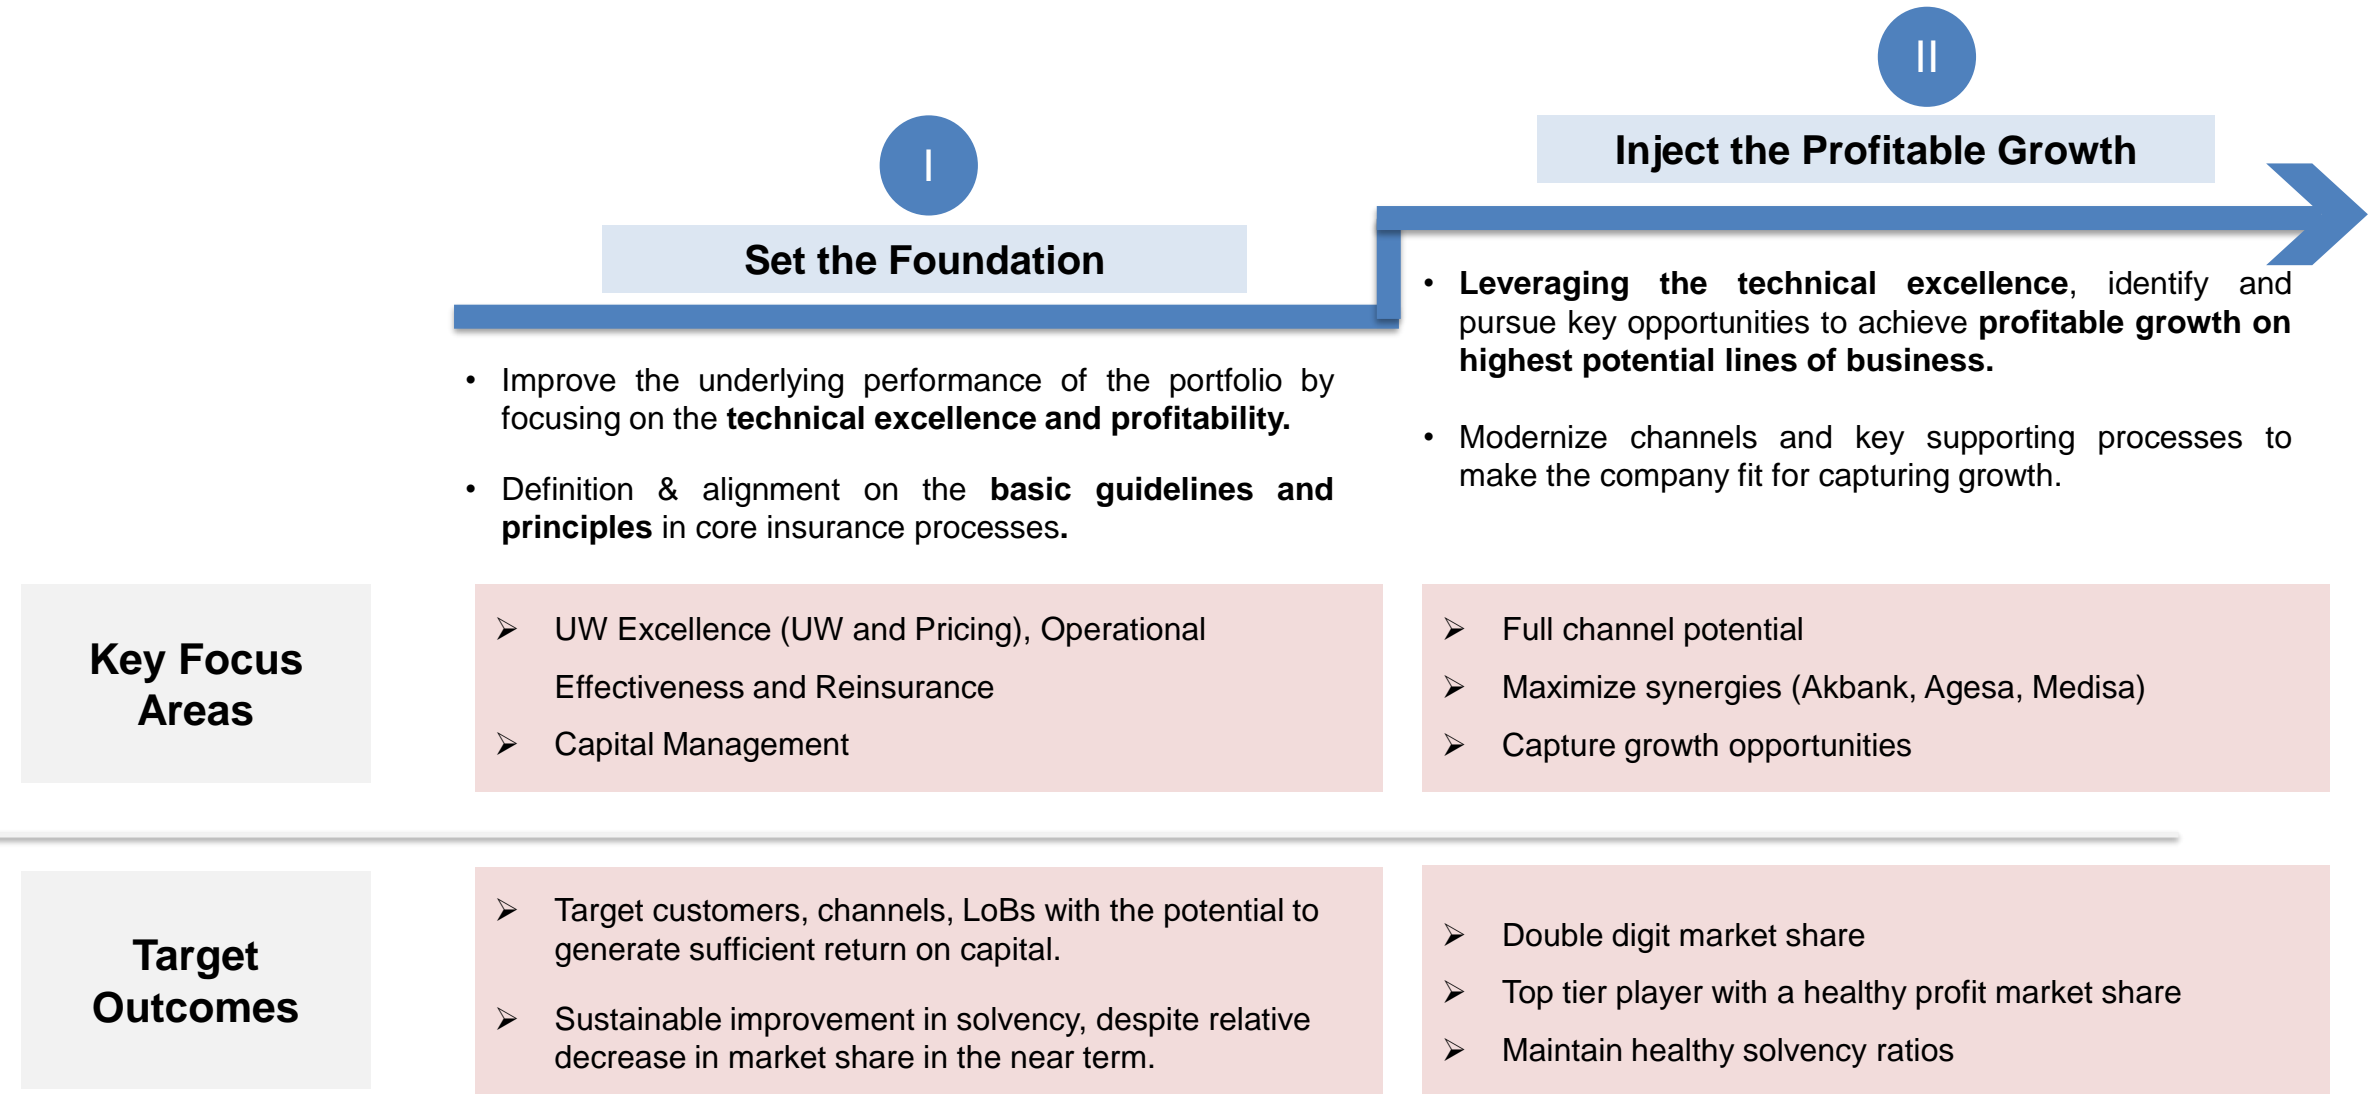 I
Set the Foundation
• Improve the underlying performance of the portfolio by
focusing on the technical excellence and profitability.
• Definition & alignment on the basic guidelines and
principles in core insurance processes.
II
Inject the Profitable Growth
• Leveraging the technical excellence, identify and
pursue key opportunities to achieve profitable growth on
highest potential lines of business.
• Modernize channels and key supporting processes to
make the company fit for capturing growth.
Key Focus
Areas
➢ UW Excellence (UW and Pricing), Operational
Effectiveness and Reinsurance
➢ Capital Management
➢ Full channel potential
➢ Maximize synergies (Akbank, Agesa, Medisa)
➢ Capture growth opportunities
Target
Outcomes
➢ Target customers, channels, LoBs with the potential to
generate sufficient return on capital.
➢ Sustainable improvement in solvency, despite relative
decrease in market share in the near term.
➢ Double digit market share
➢ Top tier player with a healthy profit market share
➢ Maintain healthy solvency ratios